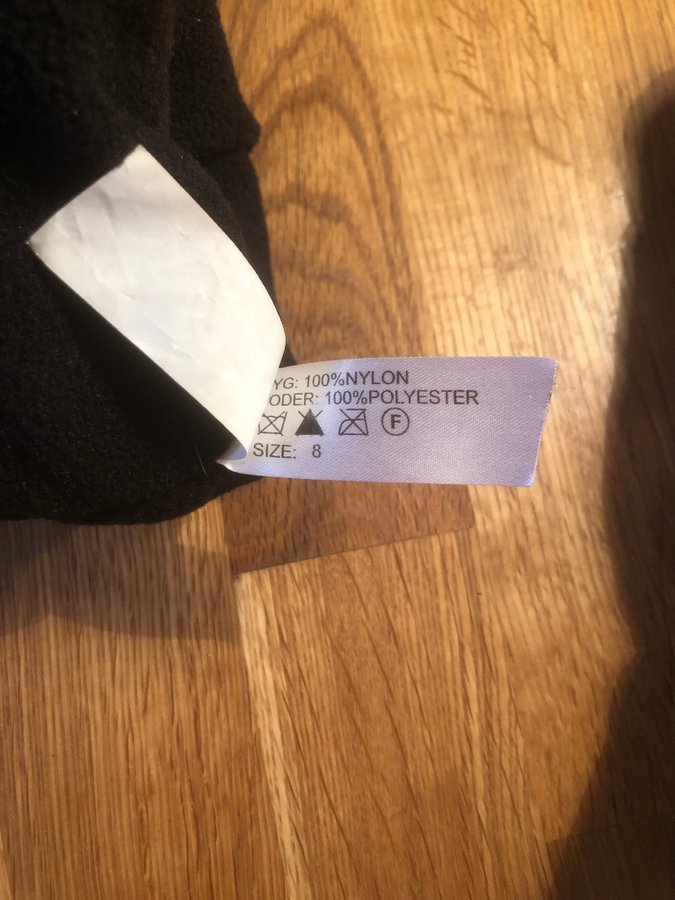 YG: 100%NYLON
ODER: 100%POLYESTER
F
SIZE: 8